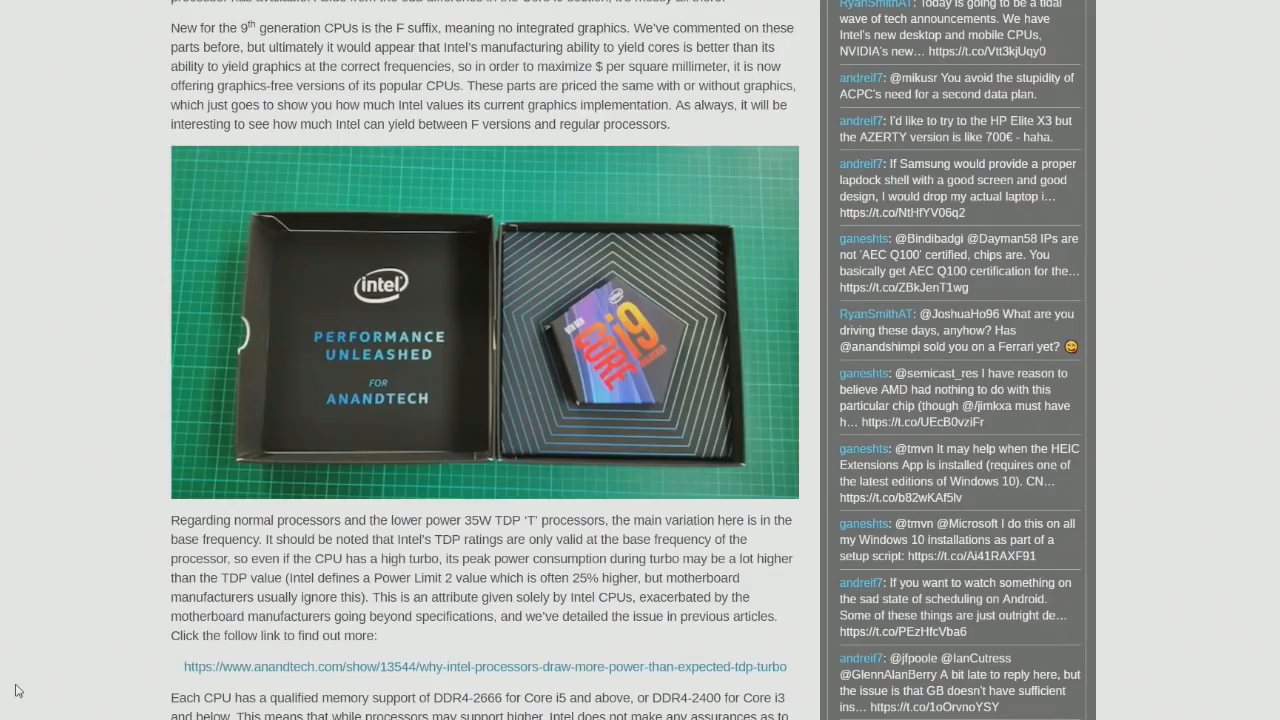 New for the 9th generation CPUs is the F suffix, meaning no integrated graphics. We've commented on these
parts before, but ultimately it would appear that Intel's manufacturing ability to yield cores is better than its
ability to yield graphics at the correct frequencies, so in order to maximize $ per square millimeter, it is now
offering graphics-free versions of its popular CPUs. These parts are priced the same with or without graphics,
which just goes to show you how much Intel values its current graphics implementation. As always, it will be
interesting to see how much Intel can yield between F versions and regular processors.
intel
PERFORMANCE
UNLEASHED
FOR
ANANDTECH
CORE
i9
Regarding normal processors and the lower power 35W TDP 'T' processors, the main variation here is in the
base frequency. It should be noted that Intel's TDP ratings are only valid at the base frequency of the
processor, so even if the CPU has a high turbo, its peak power consumption during turbo may be a lot higher
than the TDP value (Intel defines a Power Limit 2 value which is often 25% higher, but motherboard
manufacturers usually ignore this). This is an attribute given solely by Intel CPUs, exacerbated by the
motherboard manufacturers going beyond specifications, and we've detailed the issue in previous articles.
Click the follow link to find out more:
https://www.anandtech.com/show/13544/why-intel-processors-draw-more-power-than-expected-tdp-turbo
Each CPU has a qualified memory support of DDR4-2666 for Core i5 and above, or DDR4-2400 for Core i3
and below. This means that while processors may support higher, Intel does not make any assurances as to
RyanSmithAT: Today is going to be a tidal
wave of tech announcements. We have
Intel's new desktop and mobile CPUs,
NVIDIA's new… https://t.co/Vtt3kjUqy0
andreif7: @mikusr You avoid the stupidity of
ACPC's need for a second data plan.
andreif7: I'd like to try to the HP Elite X3 but
the AZERTY version is like 700€ - haha.
andreif7: If Samsung would provide a proper
lapdock shell with a good screen and good
design, I would drop my actual laptop i…
https://t.co/NtHfYV06q2
ganeshts: @Bindibadgi @Dayman58 IPs are
not 'AEC Q100' certified, chips are. You
basically get AEC Q100 certification for the…
https://t.co/ZBkJenT1wg
RyanSmithAT: @JoshuaHo96 What are you
driving these days, anyhow? Has
@anandshimpi sold you on a Ferrari yet? 😋
ganeshts: @semicast_res I have reason to
believe AMD had nothing to do with this
particular chip (though @/jimkxa must have
h… https://t.co/UEcB0vziFr
ganeshts: @tmvn It may help when the HEIC
Extensions App is installed (requires one of
the latest editions of Windows 10). CN…
https://t.co/b82wKAf5lv
ganeshts: @tmvn @Microsoft I do this on all
my Windows 10 installations as part of a
setup script: https://t.co/Ai41RAXF91
andreif7: If you want to watch something on
the sad state of scheduling on Android.
Some of these things are just outright de…
https://t.co/PEzHfcVba6
andreif7: @jfpoole @IanCutress
@GlennAlanBerry A bit late to reply here, but
the issue is that GB doesn't have sufficient
ins… https://t.co/1oOrvnoYSY